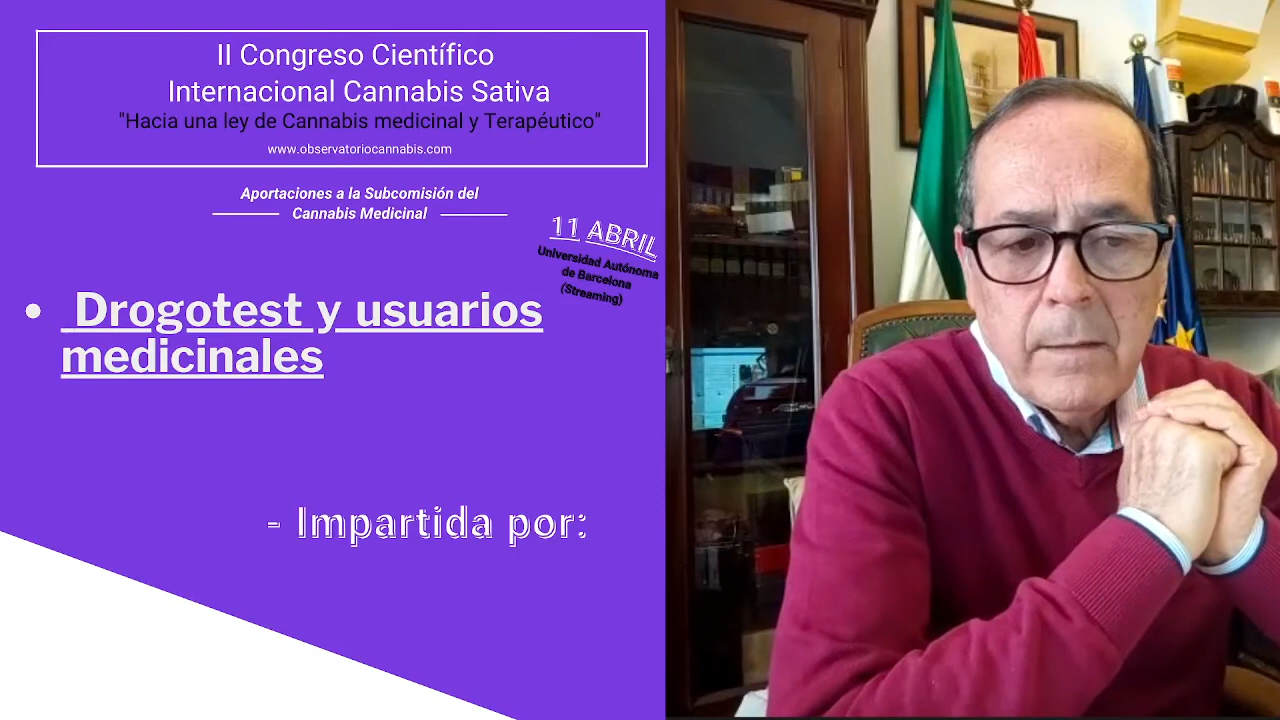 II Congreso Científico
Internacional Cannabis Sativa
"Hacia una ley de Cannabis medicinal y Terapéutico"
www.observatoriocannabis.com
Aportaciones a la Subcomisión del
Cannabis Medicinal
11 ABRIL
Universidad Autónoma
de Barcelona
(Streaming)
• Drogotest y usuarios
medicinales
- Impartida por: